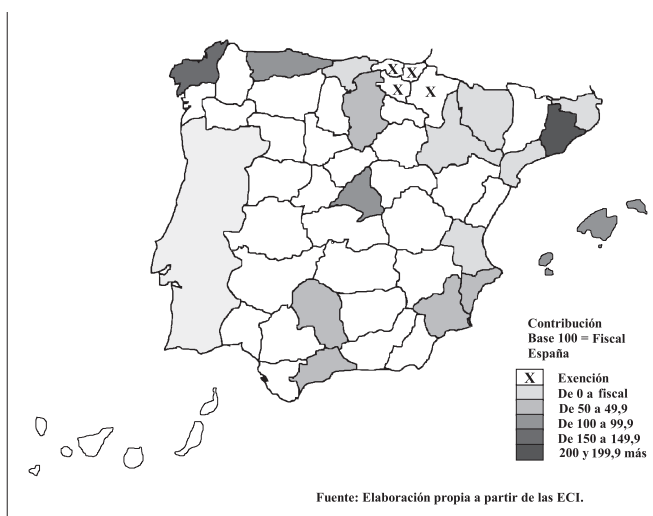 X X
X X
Contribución
Base 100 = Fiscal
España
X Exención
De 0 a fiscal
De 50 a 49,9
De 100 a 99,9
De 150 a 149,9
200 y 199,9 más
Fuente: Elaboración propia a partir de las ECI.